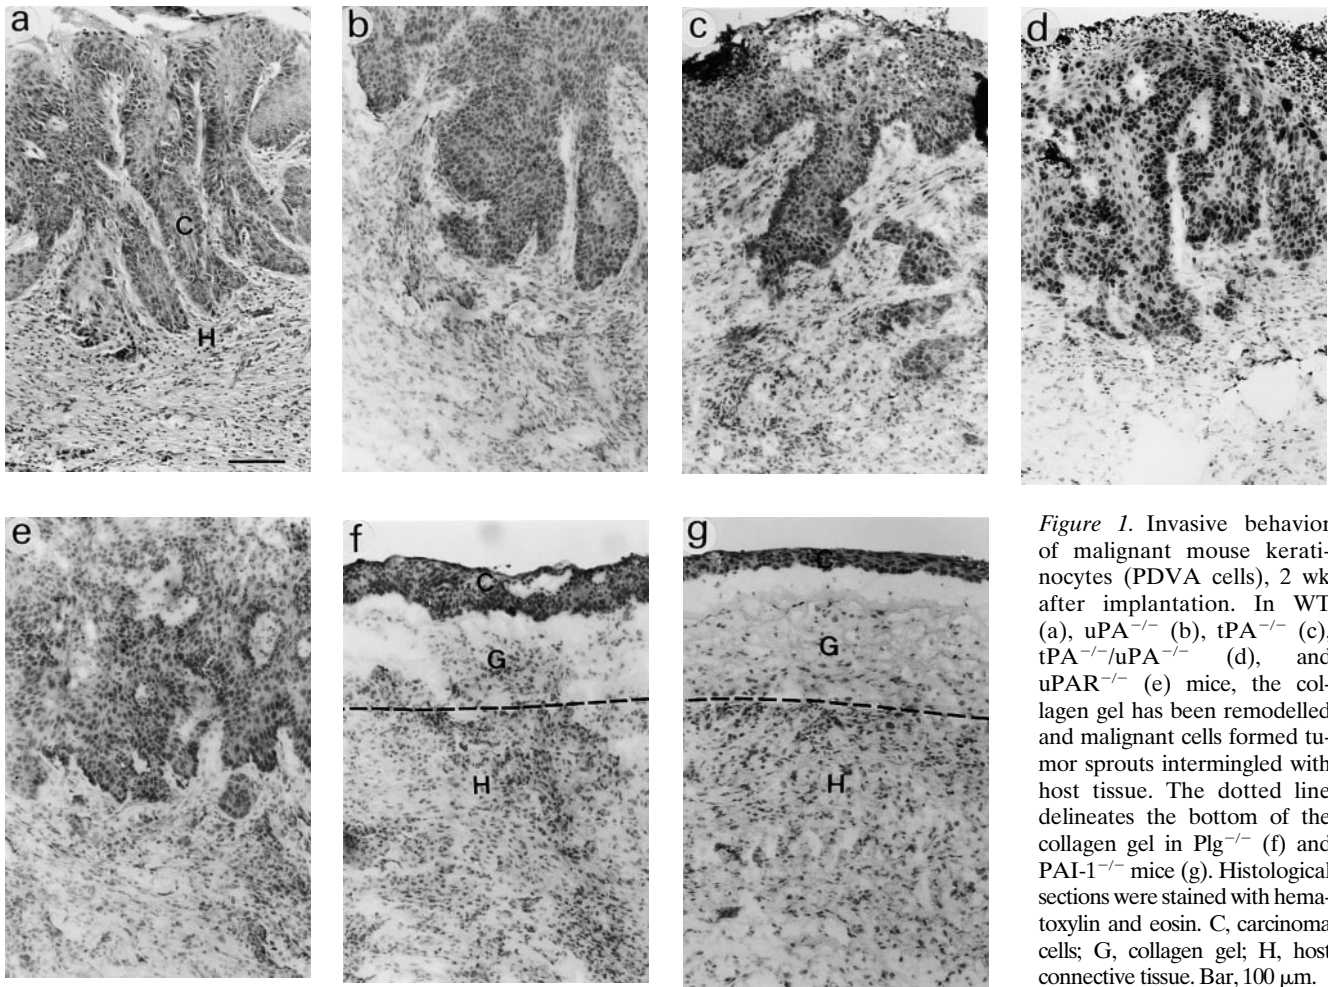 a
b
c
d
C
H
e
f
g
C
G
H
C
G
H
Figure 1. Invasive behavior
of malignant mouse kerati-
nocytes (PDVA cells), 2 wk
after implantation. In WT
(a), uPA−/− (b), tPA−/− (c),
tPA−/−/uPA−/− (d), and
uPAR−/− (e) mice, the col-
lagen gel has been remodelled
and malignant cells formed tu-
mor sprouts intermingled with
host tissue. The dotted line
delineates the bottom of the
collagen gel in Plg−/− (f) and
PAI-1−/− mice (g). Histological
sections were stained with hema-
toxylin and eosin. C, carcinoma
cells; G, collagen gel; H, host
connective tissue. Bar, 100 μm.